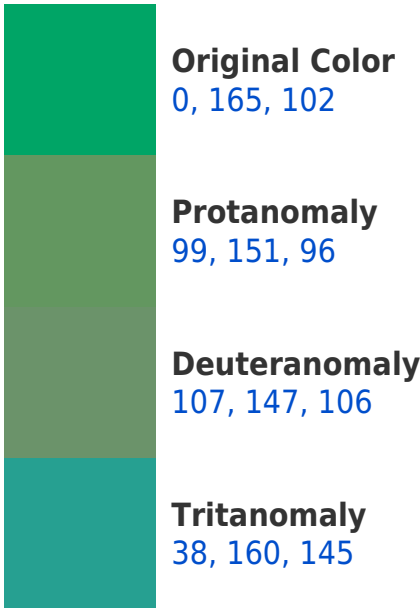 Original Color
0, 165, 102
Protanomaly
99, 151, 96
Deuteranomaly
107, 147, 106
Tritanomaly
38, 160, 145